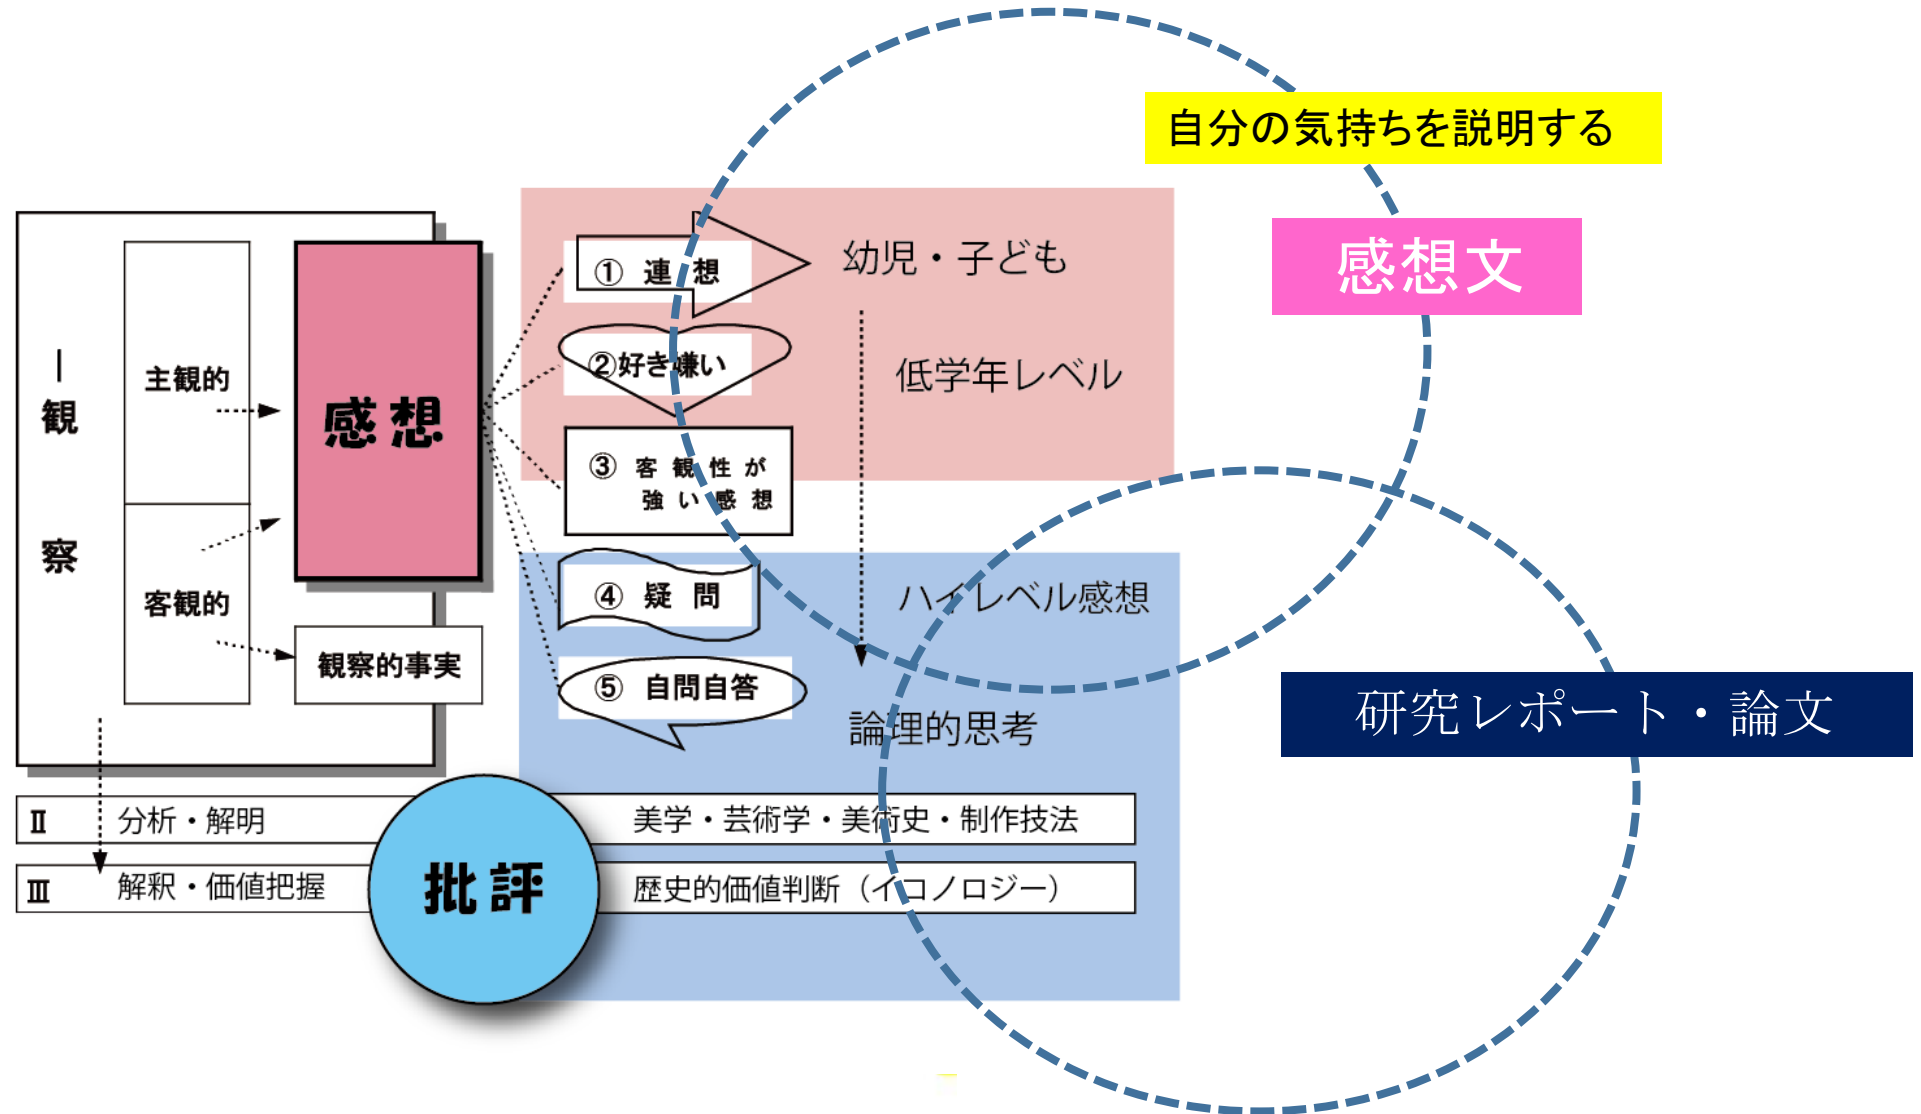 自分の気持ちを説明する
感想文
Ⅰ観察
主観的
客観的
感想
観察的事実
① 連想
② 好き嫌い
③ 客観性が
強い感想
④ 疑問
⑤ 自問自答
幼児・子ども
低学年レベル
ハイレベル感想
論理的思考
研究レポート・論文
Ⅱ 分析・解明
美学・芸術学・美術史・制作技法
Ⅲ 解釈・価値把握
歴史的価値判断（イコノロジー）
批評